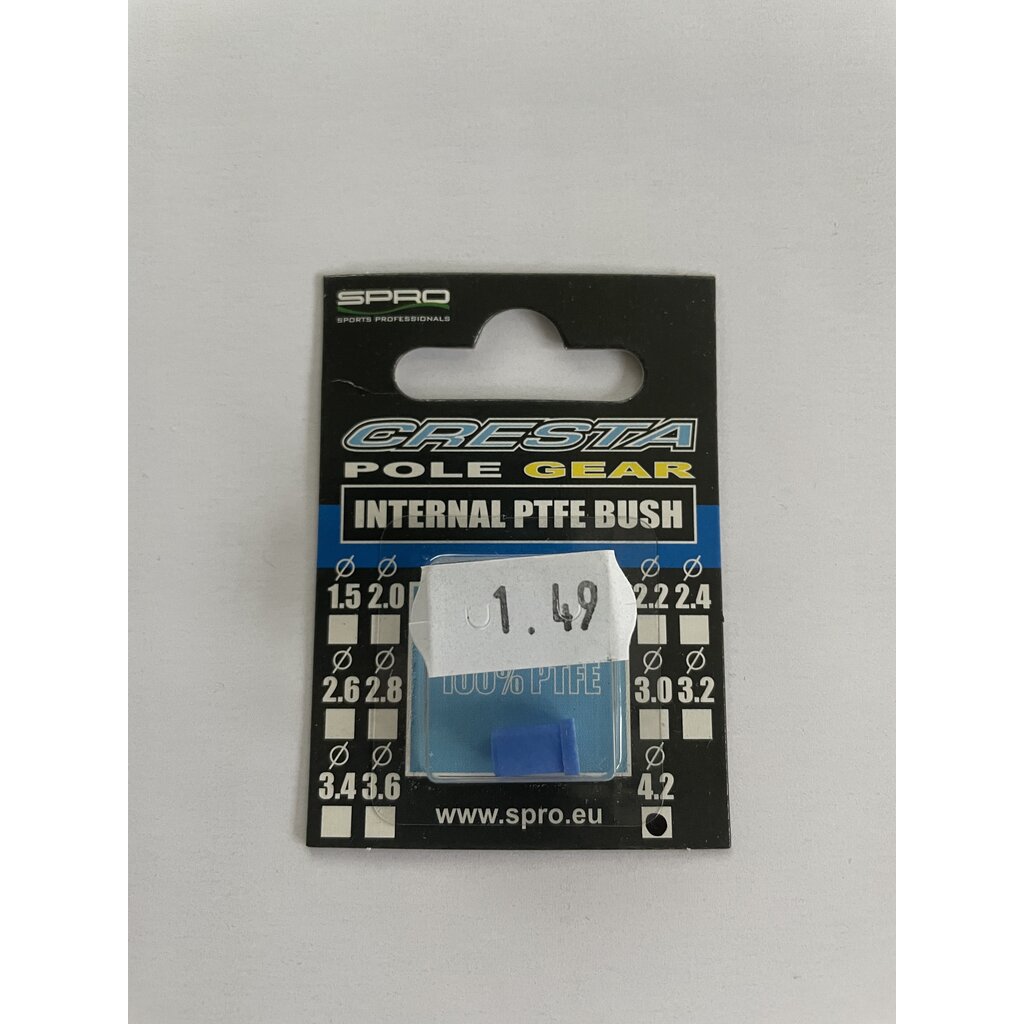 SPRO
SPORTS PROFESSIONALS
CRESTA
POLE GEAR
INTERNAL PTFE BUSH
Ø Ø Ø Ø
1.5 2.0 2.2 2.4
1.49
Ø Ø Ø Ø
2.6 2.8 100% PTFE 3.0 3.2
Ø Ø Ø
3.4 3.6 4.2
www.spro.eu